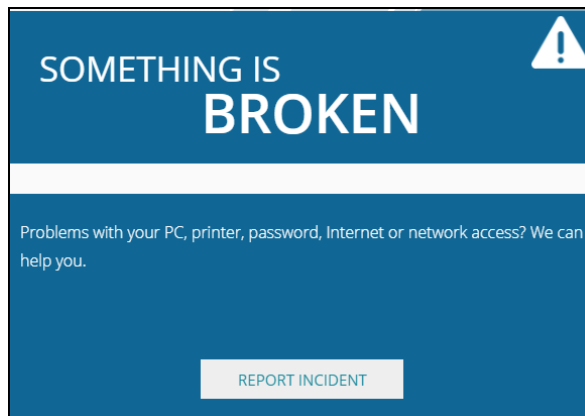 SOMETHING IS
BROKEN
Problems with your PC, printer, password, Internet or network access? We can
help you.
REPORT INCIDENT